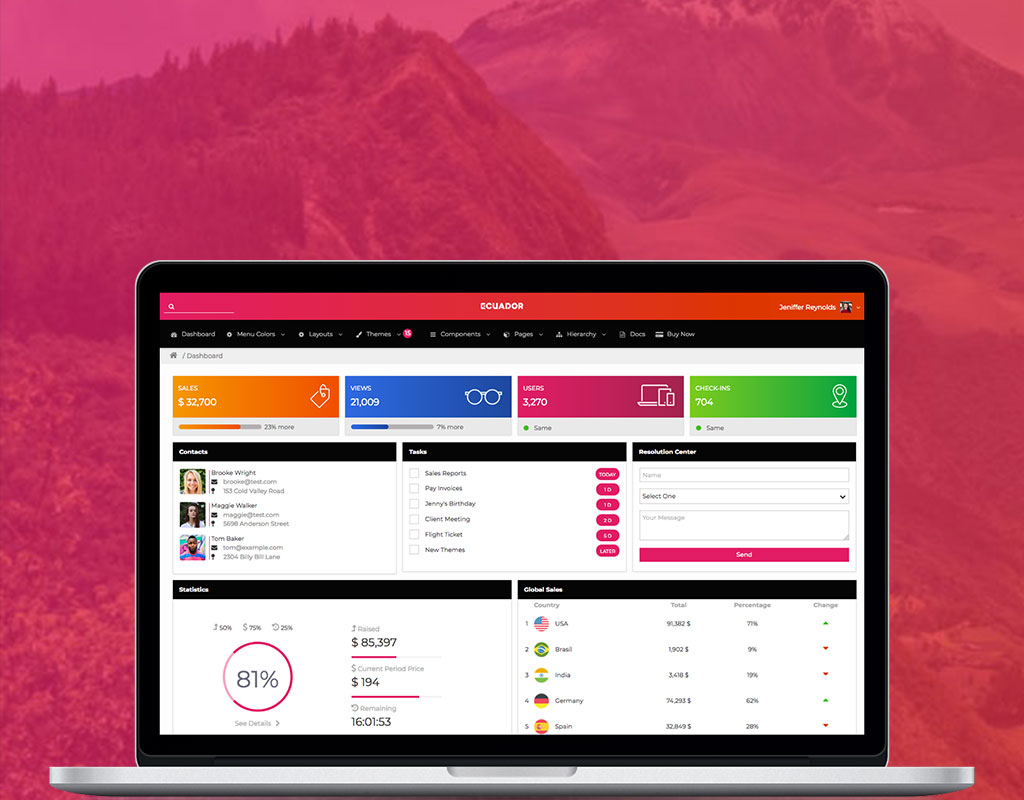 ECUADOR
Jeniffer Reynolds
Dashboard Menu Colors Layouts Themes 15 Components Pages Hierarchy Docs Buy Now
/ Dashboard
SALES
$ 32,700
23% more
VIEWS
21,009
7% more
USERS
3,270
Same
CHECK-INS
704
Same
Contacts
Brooke Wright
brooke@test.com
153 Cold Valley Road
Maggie Walker
maggie@test.com
5698 Anderson Street
Tom Baker
tom@example.com
2304 Billy Bill Lane
Tasks
Sales Reports TODAY
Pay Invoices 1 D
Jenny's Birthday 1 D
Client Meeting 2 D
Flight Ticket 5 D
New Themes LATER
Resolution Center
Name
Select One
Your Message
Send
Statistics
50% $ 75% 25%
81%
See Details
Raised
$ 85,397
$ Current Period Price
$ 194
Remaining
16:01:53
Global Sales
Country Total Percentage Change
1 USA 91,382 $ 71%
2 Brasil 1,902 $ 9%
3 India 3,418 $ 19%
4 Germany 74,293 $ 62%
5 Spain 32,849 $ 28%